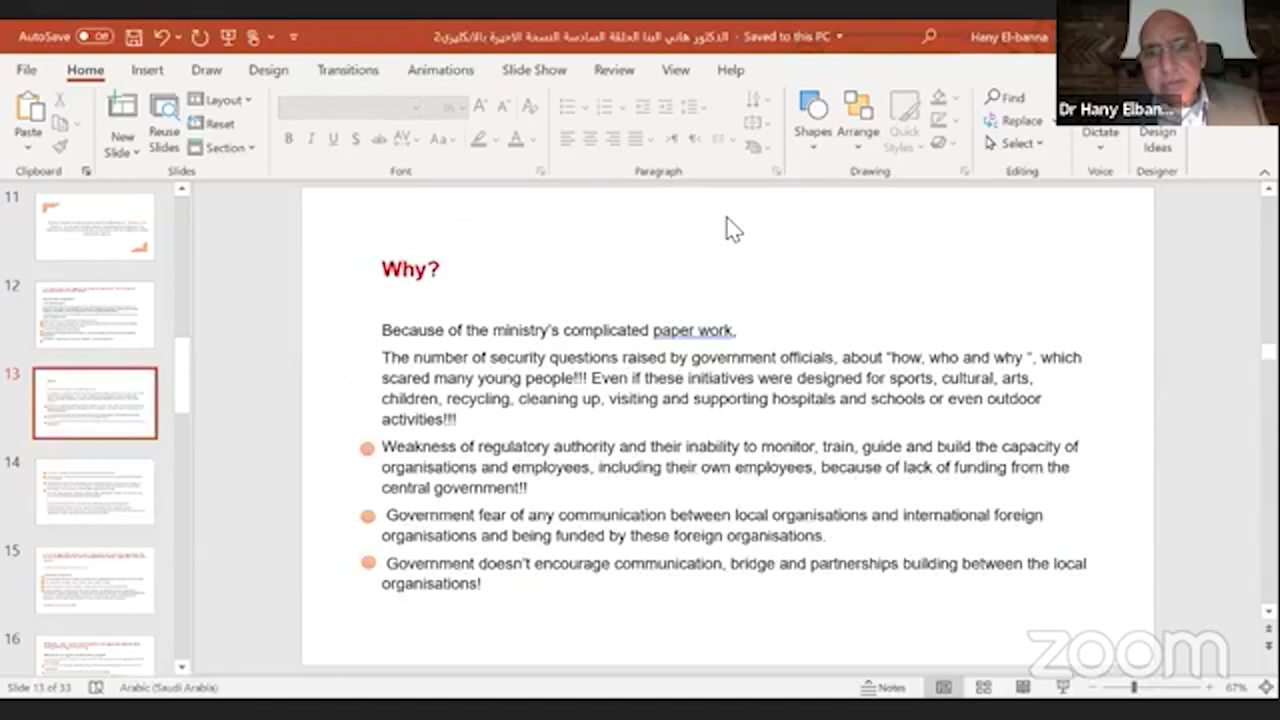 AutoSave Off
الدكتور هاني البنا الحلقة السادسة النسخة الاخيرة بالانكليزي2 - Saved to this PC
Hany El-banna
File Home Insert Draw Design Transitions Animations Slide Show Review View Help
Paste
Clipboard
New Slide
Reuse Slides
Layout
Reset
Section
Slides
Font
Paragraph
Shapes
Arrange
Quick Styles
Drawing
Find
Replace
Select
Editing
Dictate
Voice
Design Ideas
Designer
Dr Hany Elban...
11
12
13
14
15
16
Why?
Because of the ministry's complicated paper work,
The number of security questions raised by government officials, about "how, who and why ", which
scared many young people!!! Even if these initiatives were designed for sports, cultural, arts,
children, recycling, cleaning up, visiting and supporting hospitals and schools or even outdoor
activities!!!
Weakness of regulatory authority and their inability to monitor, train, guide and build the capacity of
organisations and employees, including their own employees, because of lack of funding from the
central government!!
Government fear of any communication between local organisations and international foreign
organisations and being funded by these foreign organisations.
Government doesn't encourage communication, bridge and partnerships building between the local
organisations!
zoom
Slide 13 of 33
Arabic (Saudi Arabia)
Notes
67%